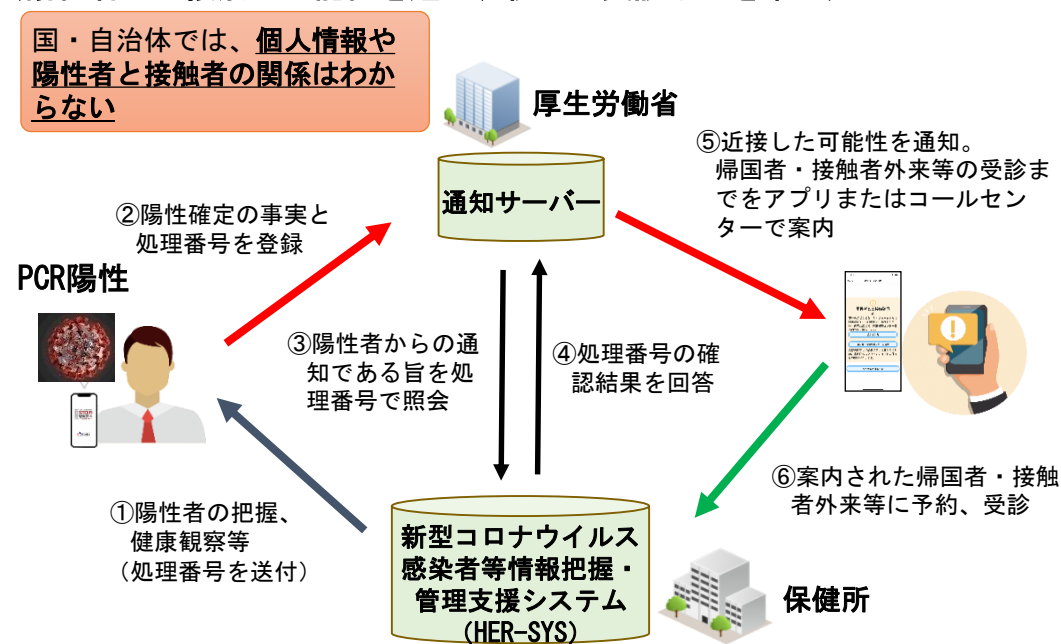 国・自治体では、個人情報や
陽性者と接触者の関係はわか
らない
厚生労働省
⑤近接した可能性を通知。
帰国者・接触者外来等の受診ま
でをアプリまたはコールセン
ターで案内
通知サーバー
②陽性確定の事実と
処理番号を登録
PCR陽性
③陽性者からの通
知である旨を処
理番号で照会
④処理番号の確
認結果を回答
⑥案内された帰国者・接触
者外来等に予約、受診
①陽性者の把握、
健康観察等
（処理番号を送付）
新型コロナウイルス
感染者等情報把握・
管理支援システム
（HER-SYS）
保健所